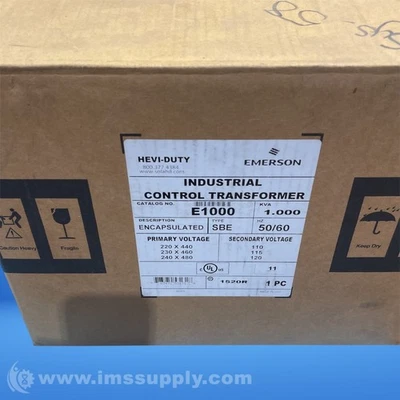 HEVI-DUTY
EMERSON
INDUSTRIAL
CONTROL TRANSFORMER
CATALOG NO. E1000 KVA 1.000
DESCRIPTION TYPE HZ
ENCAPSULATED SBE 50/60
PRIMARY VOLTAGE SECONDARY VOLTAGE
220 X 440 110
230 X 460 115
240 X 480 120
UL 11
1520R 1 PC
Caution Heavy
Fragile
Keep Dry
© www.imssupply.com